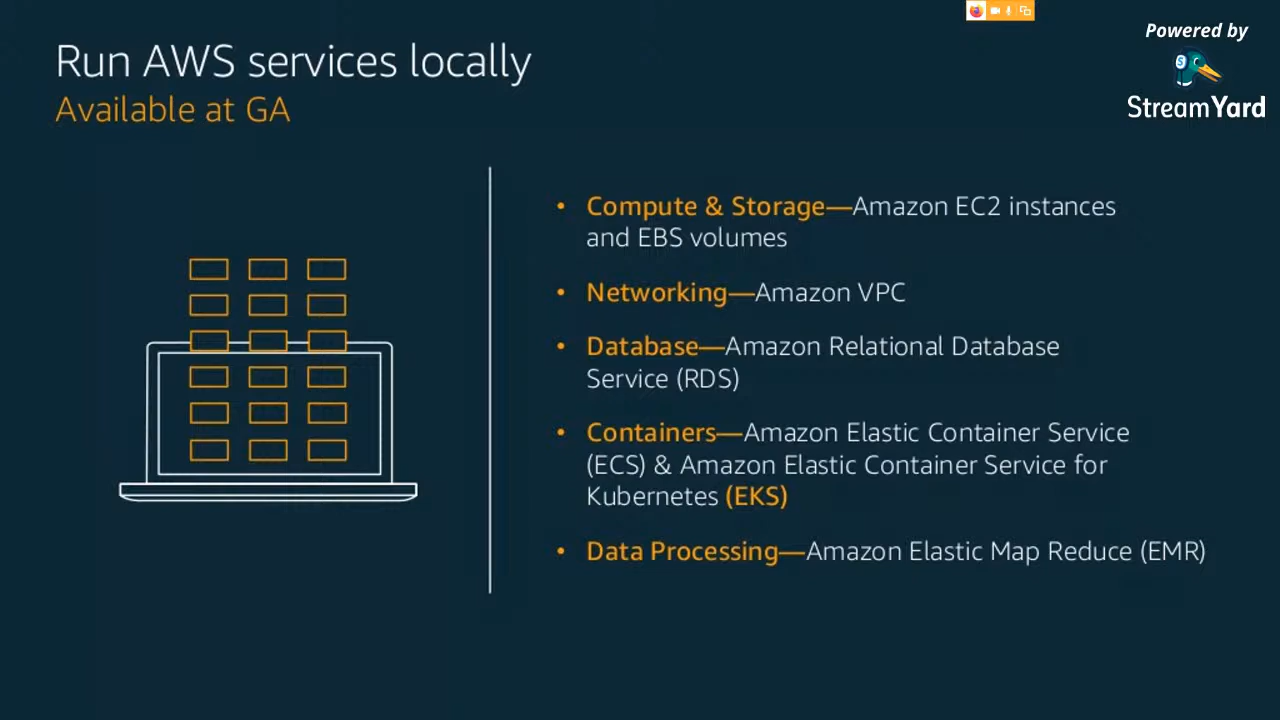 Run AWS services locally
Available at GA
Powered by
StreamYard
• Compute & Storage—Amazon EC2 instances
and EBS volumes
• Networking—Amazon VPC
• Database—Amazon Relational Database
Service (RDS)
• Containers—Amazon Elastic Container Service
(ECS) & Amazon Elastic Container Service for
Kubernetes (EKS)
• Data Processing—Amazon Elastic Map Reduce (EMR)